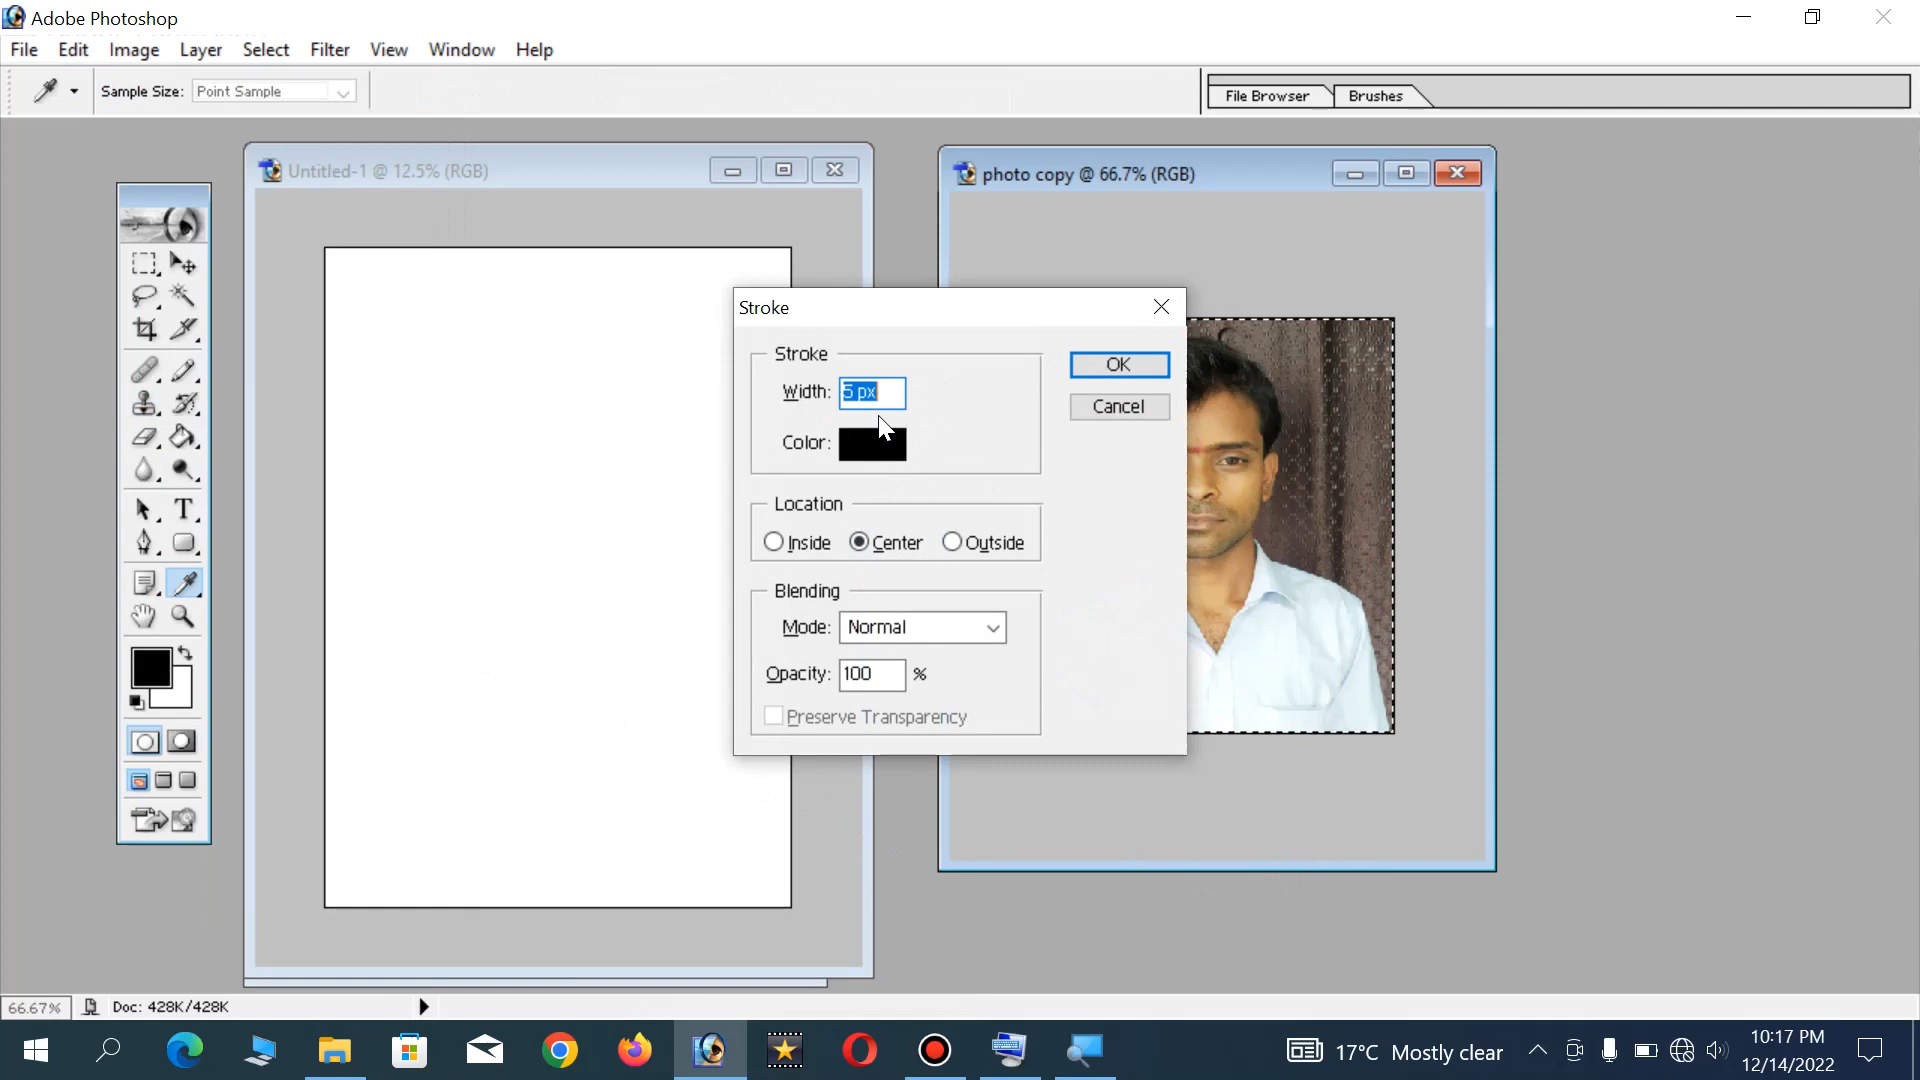 Adobe Photoshop
File Edit Image Layer Select Filter View Window Help
Sample Size: Point Sample
File Browser Brushes
Untitled-1 @ 12.5% (RGB)
photo copy @ 66.7% (RGB)
Stroke
Stroke
Width: 5 px
Color:
OK
Cancel
Location
Inside Center Outside
Blending
Mode: Normal
Opacity: 100 %
Preserve Transparency
T
66.67% Doc: 428K/428K
17°C Mostly clear
10:17 PM
12/14/2022